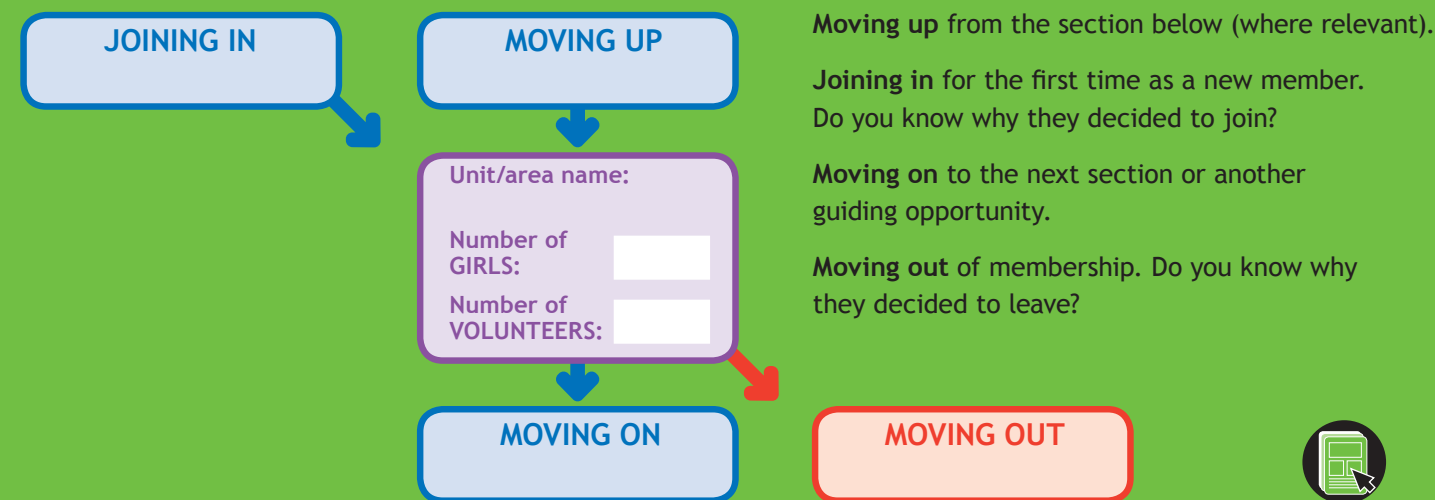 JOINING IN
MOVING UP
Unit/area name:
Number of
GIRLS:
Number of
VOLUNTEERS:
MOVING ON
MOVING OUT
Moving up from the section below (where relevant).
Joining in for the first time as a new member.
Do you know why they decided to join?
Moving on to the next section or another
guiding opportunity.
Moving out of membership. Do you know why
they decided to leave?